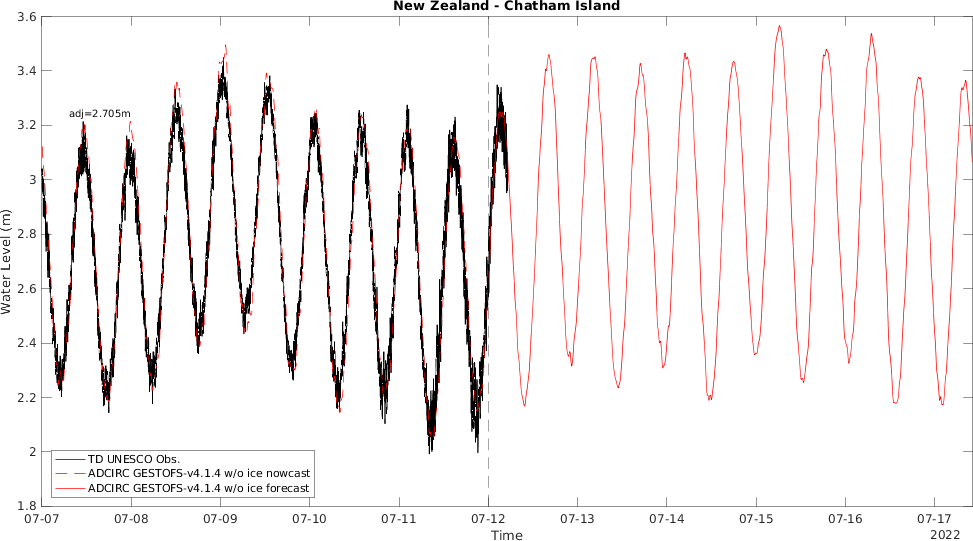 New Zealand - Chatham Island
3.6
3.4
3.2
3
2.8
2.6
2.4
2.2
2
1.8
Water Level (m)
adj=2.705m
TD UNESCO Obs.
ADCIRC GESTOFS-v4.1.4 w/o ice nowcast
ADCIRC GESTOFS-v4.1.4 w/o ice forecast
07-07 07-08 07-09 07-10 07-11 07-12 07-13 07-14 07-15 07-16 07-17
Time
2022